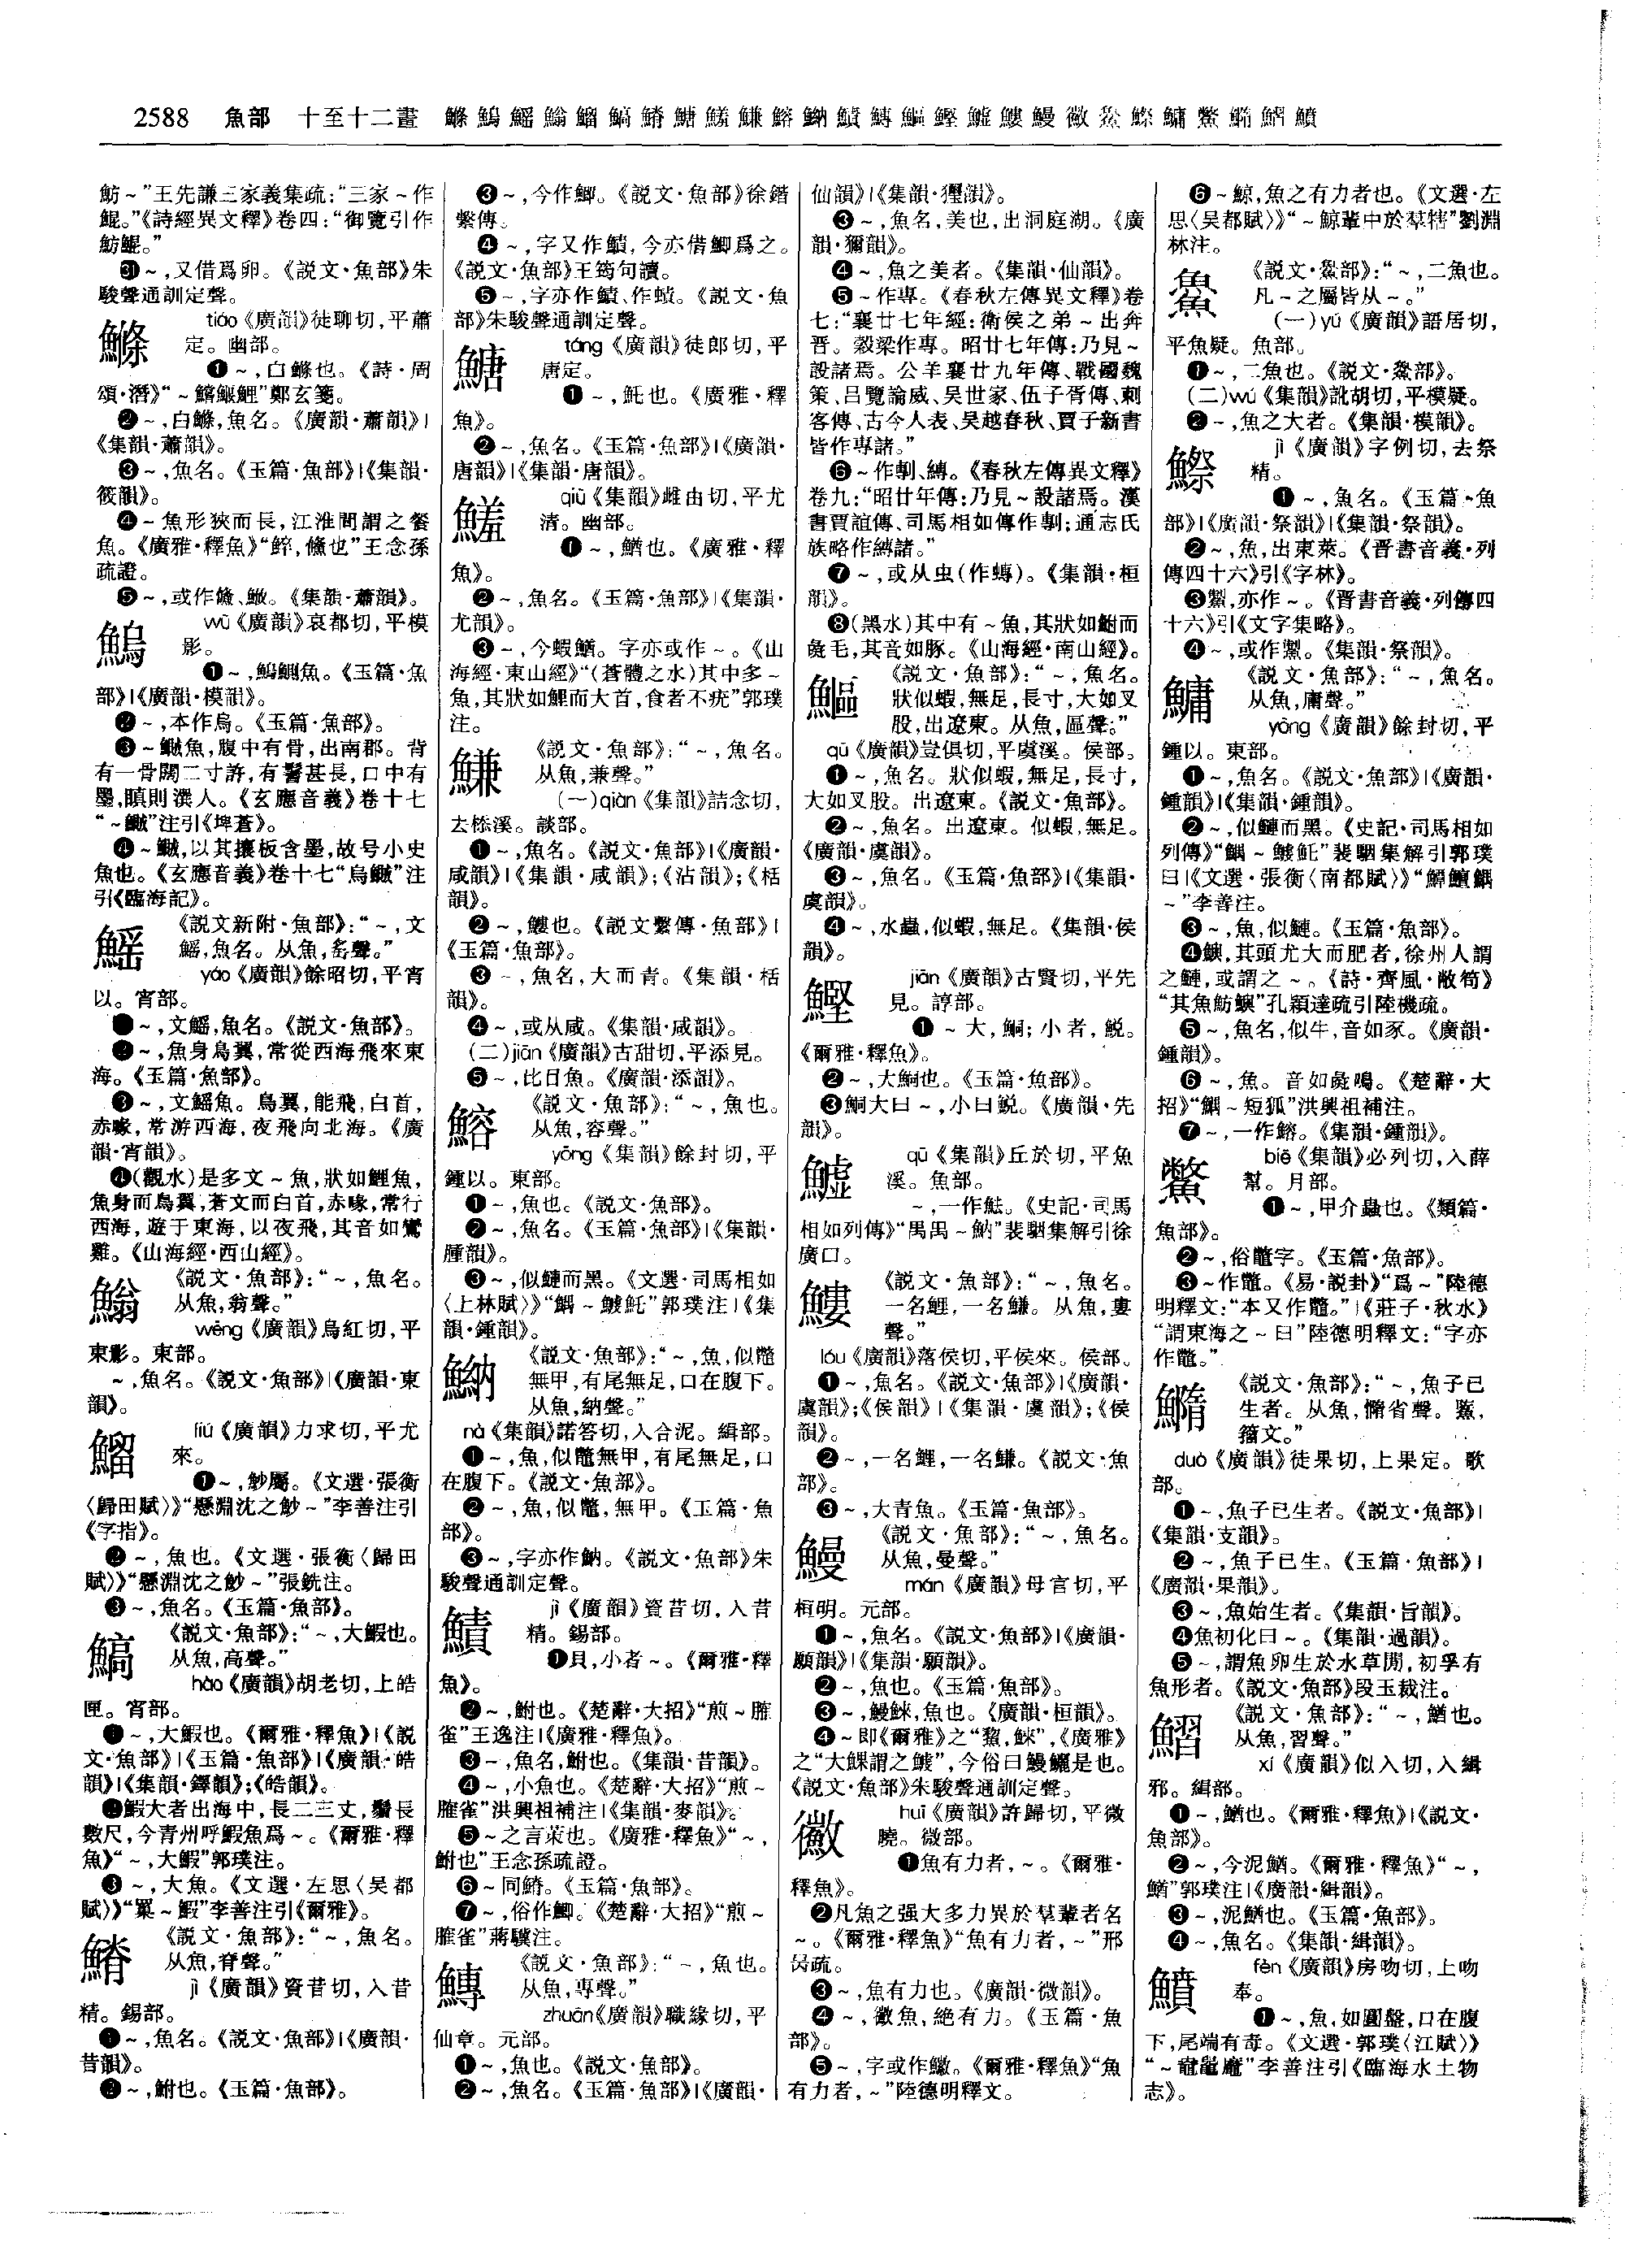 2588 魚部 十至十二畫 鰷鰞鰩鰯鰡鰝鰿鱅
魴～”王先謙三家義集疏：“三家～作
鯤。”《詩經異文釋》卷四：“御覽引作
魴鯤。”
㉛～，又借爲卵。《説文·魚部》朱
駿聲通訓定聲。
鰷 tiáo《廣韻》徒聊切，平蕭
定。幽部。
❶～，白鰷也。《詩·周
頌·潛》“～鱨鰋鯉”鄭玄箋。
❷～，白鰷，魚名。《廣韻·蕭韻》|
《集韻·蕭韻》。
❸～，魚名。《玉篇·魚部》|《集韻·
筱韻》。
❹～魚形狹而長，江淮間謂之餐
魚。《廣雅·釋魚》“鮛，鯈也”王念孫
疏證。
❺～，或作鯈、鮍。《集韻·蕭韻》。
鰞 wū《廣韻》哀都切，平模
影。
❶～，鰞鰂魚。《玉篇·魚
部》|《廣韻·模韻》。
❷～，本作烏。《玉篇·魚部》。
❸～鱡魚，腹中有骨，出南郡。背
有一骨闊二寸許，有鬐甚長，口中有
墨，瞋則潠人。《玄應音義》卷十七
“～鱡”注引《埤蒼》。
❹～鱡，以其攘板含墨，故号小史
魚也。《玄應音義》卷十七“烏鱡”注
引《臨海記》。
鰩 《説文新附·魚部》：“～，文
鰩，魚名。从魚，䍃聲。”
yáo《廣韻》餘昭切，平宵
以。宵部。
❶～，文鰩，魚名。《説文·魚部》。
❷～，魚身鳥翼，常從西海飛來東
海。《玉篇·魚部》。
❸～，文鰩魚。鳥翼，能飛，白首，
赤喙，常游西海，夜飛向北海。《廣
韻·宵韻》。
❹（觀水）是多文～魚，狀如鯉魚，
魚身而鳥翼，蒼文而白首，赤喙，常行
西海，遊于東海，以夜飛，其音如鸞
雞。《山海經·西山經》。
鰯 《説文·魚部》：“～，魚名。
从魚，翁聲。”
wēng《廣韻》烏紅切，平
東影。東部。
～，魚名。《説文·魚部》|《廣韻·東
韻》。
鰡 liú《廣韻》力求切，平尤
來。
❶～，魦屬。《文選·張衡
〈歸田賦〉》“懸淵沈之魦～”李善注引
《字指》。
❷～，魚也。《文選·張衡〈歸田
賦〉》“懸淵沈之魦～”張銑注。
❸～，魚名。《玉篇·魚部》。
鰝 《説文·魚部》：“～，大鰕也。
从魚，高聲。”
hào《廣韻》胡老切，上皓
匣。宵部。
❶～，大鰕也。《爾雅·釋魚》|《説
文·魚部》|《玉篇·魚部》|《廣韻·皓
韻》|《集韻·鐸韻》；《皓韻》。
❷鰕大者出海中，長二三丈，鬚長
數尺，今青州呼鰕魚爲～。《爾雅·釋
魚》“～，大鰕”郭璞注。
❸～，大魚。《文選·左思〈吴都
賦〉》“罺～鰕”李善注引《爾雅》。
䲙 《説文·魚部》：“～，魚名。
从魚，脊聲。”
jì《廣韻》資昔切，入昔
精。錫部。
❶～，魚名。《説文·魚部》|《廣韻·
昔韻》。
❷～，鮒也。《玉篇·魚部》。
❸～，今作鯽。《説文·魚部》徐鍇
繫傳。
❹～，字又作鰿，今亦借鯽爲之。
《説文·魚部》王筠句讀。
❺～，字亦作鰿、作蟦。《説文·魚
部》朱駿聲通訓定聲。
鰫 táng《廣韻》徒郎切，平
唐定。
❶～，魠也。《廣雅·釋
魚》。
❷～，魚名。《玉篇·魚部》|《廣韻·
唐韻》|《集韻·唐韻》。
鱃 qiū《集韻》雌由切，平尤
清。幽部。
❶～，鰌也。《廣雅·釋
魚》。
❷～，魚名。《玉篇·魚部》|《集韻·
尤韻》。
❸～，今蝦鰌。字亦或作～。《山
海經·東山經》“（蒼體之水）其中多～
魚，其狀如鯉而大首，食者不疣”郭璞
注。
鰜 《説文·魚部》：“～，魚名。
从魚，兼聲。”
（一）qiàn《集韻》詰念切，
去㮇溪。談部。
❶～，魚名。《説文·魚部》|《廣韻·
咸韻》|《集韻·咸韻》；《沾韻》；《栝
韻》。
❷～，鰱也。《説文繫傳·魚部》|
《玉篇·魚部》。
❸～，魚名，大而青。《集韻·栝
韻》。
❹～，或从咸。《集韻·咸韻》。
（二）jiān《廣韻》古甜切，平添見。
❺～，比目魚。《廣韻·添韻》。
鰫 《説文·魚部》：“～，魚也。
从魚，容聲。”
yōng《集韻》餘封切，平
鍾以。東部。
❶～，魚也。《説文·魚部》。
❷～，魚名。《玉篇·魚部》|《集韻·
腫韻》。
❸～，似鰱而黑。《文選·司馬相如
〈上林賦〉》“鰅～鰬魠”郭璞注|《集
韻·鍾韻》。
魶 《説文·魚部》：“～，魚，似鼈
無甲，有尾無足，口在腹下。
从魚，納聲。”
nà《集韻》諾答切，入合泥。緝部。
❶～，魚，似鼈無甲，有尾無足，口
在腹下。《説文·魚部》。
❷～，魚，似鼈，無甲。《玉篇·魚
部》。
❸～，字亦作魶。《説文·魚部》朱
駿聲通訓定聲。
鰿 jì《廣韻》資昔切，入昔
精。錫部。
❶貝，小者～。《爾雅·釋
魚》。
❷～，鮒也。《楚辭·大招》“煎～臛
雀”王逸注|《廣雅·釋魚》。
❸～，魚名，鮒也。《集韻·昔韻》。
❹～，小魚也。《楚辭·大招》“煎～
臛雀”洪興祖補注|《集韻·麥韻》。
❺～之言茦也。《廣雅·釋魚》“～，
鮒也”王念孫疏證。
❻～同䲙。《玉篇·魚部》。
❼～，俗作鯽。《楚辭·大招》“煎～
臛雀”蔣驥注。
鱄 《説文·魚部》：“～，魚也。
从魚，專聲。”
zhuān《廣韻》職緣切，平
仙章。元部。
❶～，魚也。《説文·魚部》。
❷～，魚名。《玉篇·魚部》|《廣韻·
仙韻》|《集韻·獮韻》。
❸～，魚名，美也，出洞庭湖。《廣
韻·獮韻》。
❹～，魚之美者。《集韻·仙韻》。
❺～作專。《春秋左傳異文釋》卷
七：“襄廿七年經：衛侯之弟～出奔
晉。穀梁作專。昭廿七年傳：乃見～
設諸焉。公羊襄廿九年傳、戰國魏
策、吕覽論威、吴世家、伍子胥傳、刺
客傳、古今人表、吴越春秋、賈子新書
皆作專諸。”
❻～作剸、縳。《春秋左傳異文釋》
卷九：“昭廿年傳：乃見～設諸焉。漢
書賈誼傳、司馬相如傳作剸；通志氏
族略作縳諸。”
❼～，或从虫（作蟤）。《集韻·桓
韻》。
❽（黑水）其中有～魚，其狀如鮒而
彘毛，其音如豚。《山海經·南山經》。
鰸 《説文·魚部》：“～，魚名。
狀似蝦，無足，長寸，大如叉
股，出遼東。从魚，區聲。”
qū《廣韻》豈俱切，平虞溪。侯部。
❶～，魚名。狀似蝦，無足，長寸，
大如叉股。出遼東。《説文·魚部》。
❷～，魚名。出遼東。似蝦，無足。
《廣韻·虞韻》。
❸～，魚名。《玉篇·魚部》|《集韻·
虞韻》。
❹～，水蟲，似蝦，無足。《集韻·侯
韻》。
鰹 jiān《廣韻》古賢切，平先
見。諄部。
❶～大，鮦；小者，鮵。
《爾雅·釋魚》。
❷～，大鮦也。《玉篇·魚部》。
❸鮦大曰～，小曰鮵。《廣韻·先
韻》。
鱋 qū《集韻》丘於切，平魚
溪。魚部。
～，一作魼。《史記·司馬
相如列傳》“禺禺～魶”裴駰集解引徐
廣曰。
鱳 《説文·魚部》：“～，魚名。
一名鯉，一名鰜。从魚，婁
聲。”
lóu《廣韻》落侯切，平侯來。侯部。
❶～，魚名。《説文·魚部》|《廣韻·
虞韻》；《侯韻》|《集韻·虞韻》；《侯
韻》。
❷～，一名鯉，一名鰜。《説文·魚
部》。
❸～，大青魚。《玉篇·魚部》。
鰻 《説文·魚部》：“～，魚名。
从魚，曼聲。”
mán《廣韻》母官切，平
桓明。元部。
❶～，魚名。《説文·魚部》|《廣韻·
願韻》|《集韻·願韻》。
❷～，魚也。《玉篇·魚部》。
❸～，鰻鯠，魚也。《廣韻·桓韻》。
❹～即《爾雅》之“鯬，鯠”，《廣雅》
之“大鯠謂之鰬”，今俗曰鰻鱺是也。
《説文·魚部》朱駿聲通訓定聲。
鰴 huī《廣韻》許歸切，平微
曉。微部。
❶魚有力者，～。《爾雅·
釋魚》。
❷凡魚之强大多力異於羣輩者名
～。《爾雅·釋魚》“魚有力者，～”邢
昺疏。
❸～，魚有力也。《廣韻·微韻》。
❹～，鰴魚，絶有力。《玉篇·魚
部》。
❺～，字或作鱶。《爾雅·釋魚》“魚
有力者，～”陸德明釋文。
❻～鯨，魚之有力者也。《文選·左
思〈吴都賦〉》“～鯨輩中於羣犗”劉淵
林注。
䲆 《説文·䲆部》：“～，二魚也。
凡～之屬皆从～。”
（一）yú《廣韻》語居切，
平魚疑。魚部。
❶～，二魚也。《説文·䲆部》。
（二）wú《集韻》訛胡切，平模疑。
❷～，魚之大者。《集韻·模韻》。
鰶 jì《廣韻》子例切，去祭
精。
❶～，魚名。《玉篇·魚
部》|《廣韻·祭韻》|《集韻·祭韻》。
❷～，魚，出東萊。《晉書音義·列
傳四十六》引《字林》。
❸䱥，亦作～。《晉書音義·列傳四
十六》引《文字集略》。
❹～，或作䱥。《集韻·祭韻》。
鱅 《説文·魚部》：“～，魚名。
从魚，庸聲。”
yōng《廣韻》餘封切，平
鍾以。東部。
❶～，魚名。《説文·魚部》|《廣韻·
鍾韻》|《集韻·鍾韻》。
❷～，似鰱而黑。《史記·司馬相如
列傳》“鰅～鰬魠”裴駰集解引郭璞
曰|《文選·張衡〈南都賦〉》“鱏鱣鰅
～”李善注。
❸～，魚，似鰱。《玉篇·魚部》。
❹鱮，其頭尤大而肥者，徐州人謂
之鰱，或謂之～。《詩·齊風·敝笱》
“其魚魴鱮”孔穎達疏引陸機疏。
❺～，魚名，似牛，音如豕。《廣韻·
鍾韻》。
❻～，魚。音如彘鳴。《楚辭·大
招》“鰅～短狐”洪興祖補注。
❼～，一作鰫。《集韻·鍾韻》。
鱉 biē《集韻》必列切，入薛
幫。月部。
❶～，甲介蟲也。《類篇·
魚部》。
❷～，俗鼈字。《玉篇·魚部》。
❸～作鼈。《易·説卦》“爲～”陸德
明釋文：“本又作鼈。”|《莊子·秋水》
“謂東海之～曰”陸德明釋文：“字亦
作鼈。”
鰖 《説文·魚部》：“～，魚子已
生者。从魚，憜省聲。䲀，
籀文。”
duò《廣韻》徒果切，上果定。歌
部。
❶～，魚子已生者。《説文·魚部》|
《集韻·支韻》。
❷～，魚子已生。《玉篇·魚部》|
《廣韻·果韻》。
❸～，魚始生者。《集韻·旨韻》。
❹魚初化曰～。《集韻·過韻》。
❺～，謂魚卵生於水草閒，初孚有
魚形者。《説文·魚部》段玉裁注。
鰼 《説文·魚部》：“～，鰌也。
从魚，習聲。”
xí《廣韻》似入切，入緝
邪。緝部。
❶～，鰌也。《爾雅·釋魚》|《説文·
魚部》。
❷～，今泥鰌。《爾雅·釋魚》“～，
鰌”郭璞注|《廣韻·緝韻》。
❸～，泥鰌也。《玉篇·魚部》。
❹～，魚名。《集韻·緝韻》。
鱝 fèn《廣韻》房吻切，上吻
奉。
❶～，魚，如圓盤，口在腹
下，尾端有毒。《文選·郭璞〈江賦〉》
“～鼊鼂”李善注引《臨海水土物
志》。